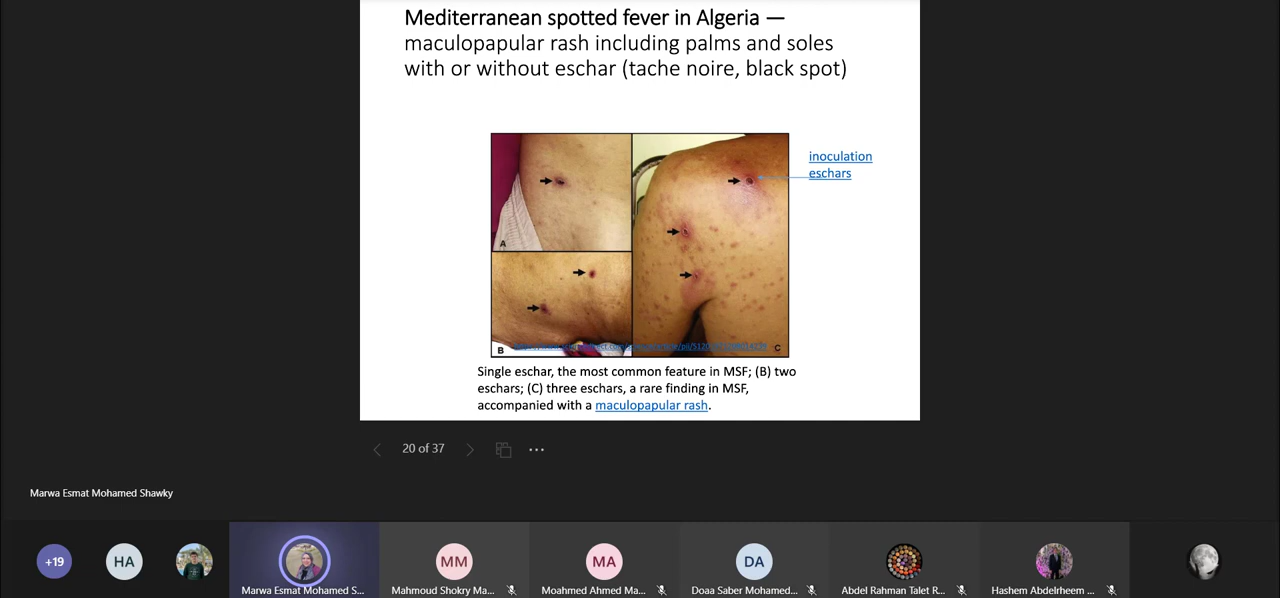 Mediterranean spotted fever in Algeria —
maculopapular rash including palms and soles
with or without eschar (tache noire, black spot)
inoculation
eschars
A
B
C
Single eschar, the most common feature in MSF; (B) two
eschars; (C) three eschars, a rare finding in MSF,
accompanied with a maculopapular rash.
20 of 37
Marwa Esmat Mohamed Shawky
+19
HA
MM
MA
DA
Marwa Esmat Mohamed S...
Mahmoud Shokry Ma...
Moahmed Ahmed Ma...
Doaa Saber Mohamed...
Abdel Rahman Talet R...
Hashem Abdelrheem ...